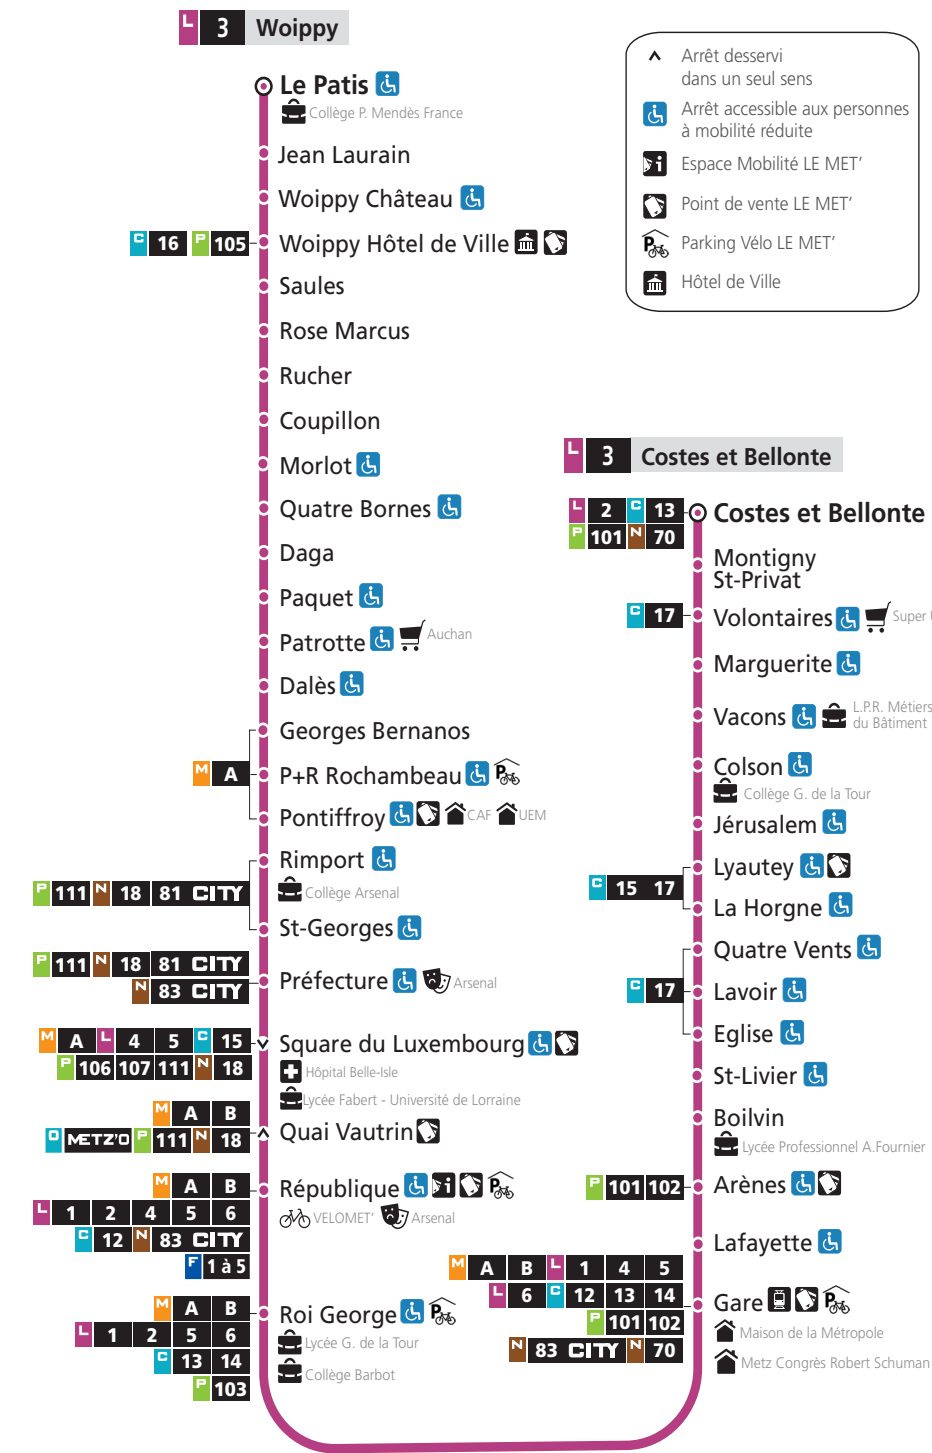 L 3 Woippy
Le Patis
Collège P. Mendès France
Jean Laurain
Woippy Château
C 16 P 105 Woippy Hôtel de Ville
Saules
Rose Marcus
Rucher
Coupillon
Morlot
Quatre Bornes
Daga
Paquet
Patrotte Auchan
Dalès
Georges Bernanos
M A P+R Rochambeau
Pontiffroy CAF UEM
Rimport
P 111 N 18 81 CITY
Collège Arsenal
St-Georges
P 111 N 18 81 CITY
N 83 CITY
Préfecture Arsenal
M A L 4 5 C 15
P 106 107 111 N 18
Square du Luxembourg
Hôpital Belle-Isle
Lycée Fabert - Université de Lorraine
M A B
O METZ'O P 111 N 18
Quai Vautrin
M A B
L 1 2 4 5 6
C 12 N 83 CITY
F 1 à 5
République
VELOMET' Arsenal
M A B
L 1 2 5 6
C 13 14
P 103
Roi George
Lycée G. de la Tour
Collège Barbot
Arrêt desservi
dans un seul sens
Arrêt accessible aux personnes
à mobilité réduite
Espace Mobilité LE MET'
Point de vente LE MET'
P Parking Vélo LE MET'
Hôtel de Ville
L 3 Costes et Bellonte
L 2 C 13
P 101 N 70
Costes et Bellonte
Montigny
St-Privat
C 17 Volontaires Super
Marguerite
Vacons L.P.R. Métiers
du Bâtiment
Colson
Collège G. de la Tour
Jérusalem
Lyautey
C 15 17
La Horgne
Quatre Vents
C 17 Lavoir
Eglise
St-Livier
Boilvin
Lycée Professionnel A.Fournier
P 101 102 Arènes
Lafayette
M A B L 1 4 5
L 6 C 12 13 14
P 101 102
N 83 CITY N 70
Gare
Maison de la Métropole
Metz Congrès Robert Schuman